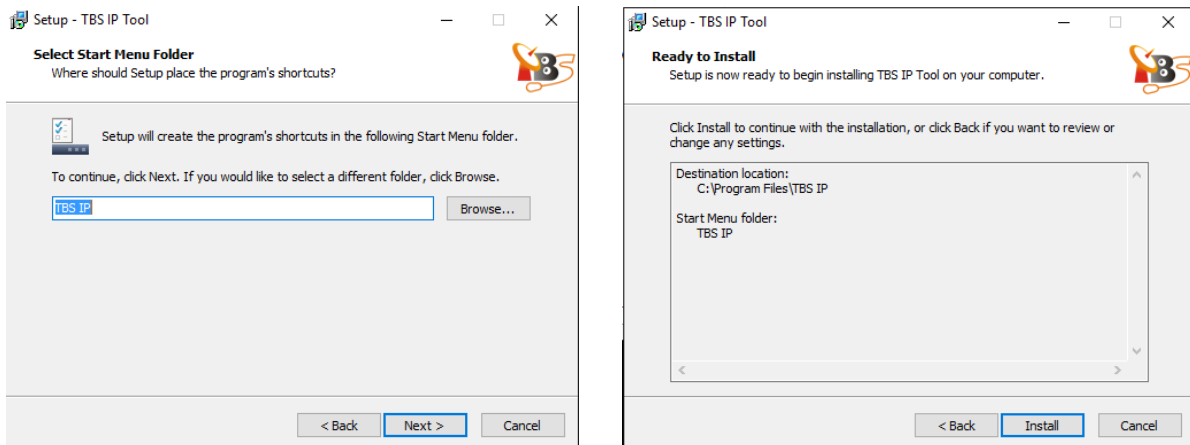 Setup - TBS IP Tool
Select Start Menu Folder
Where should Setup place the program's shortcuts?
TBS
Setup will create the program's shortcuts in the following Start Menu folder.
To continue, click Next. If you would like to select a different folder, click Browse.
TBS IP
Browse...
< Back
Next >
Cancel
Setup - TBS IP Tool
Ready to Install
Setup is now ready to begin installing TBS IP Tool on your computer.
TBS
Click Install to continue with the installation, or click Back if you want to review or
change any settings.
Destination location:
C:\Program Files\TBS IP
Start Menu folder:
TBS IP
< Back
Install
Cancel